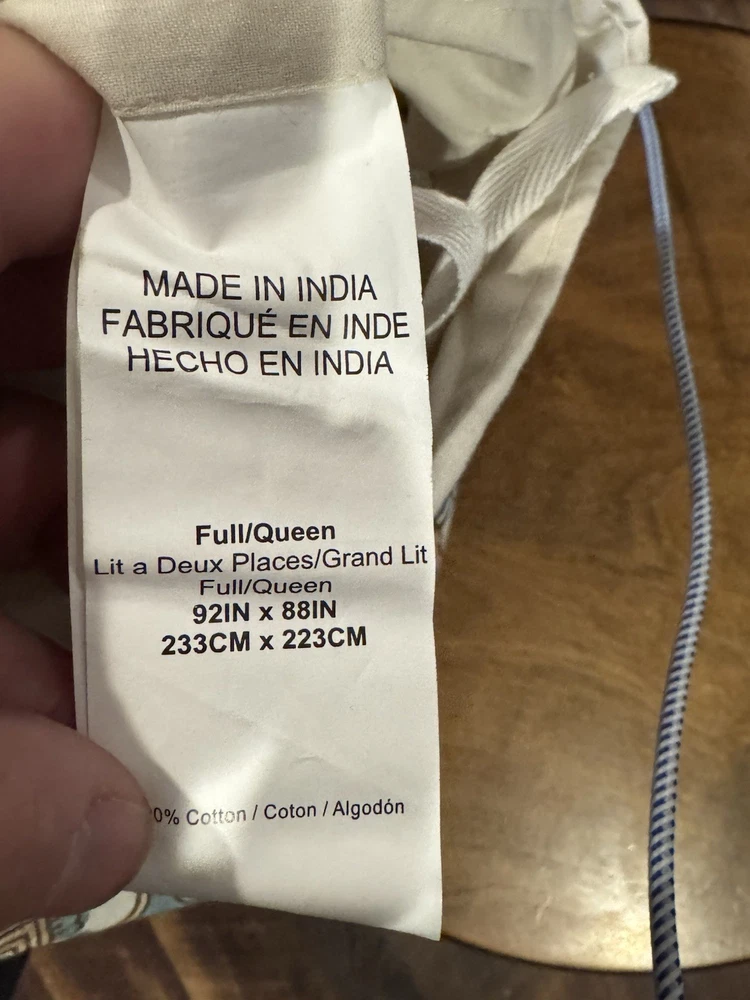 MADE IN INDIA
FABRIQUÉ EN INDE
HECHO EN INDIA
Full/Queen
Lit a Deux Places/Grand Lit
Full/Queen
92IN x 88IN
233CM x 223CM
0% Cotton / Coton / Algodón